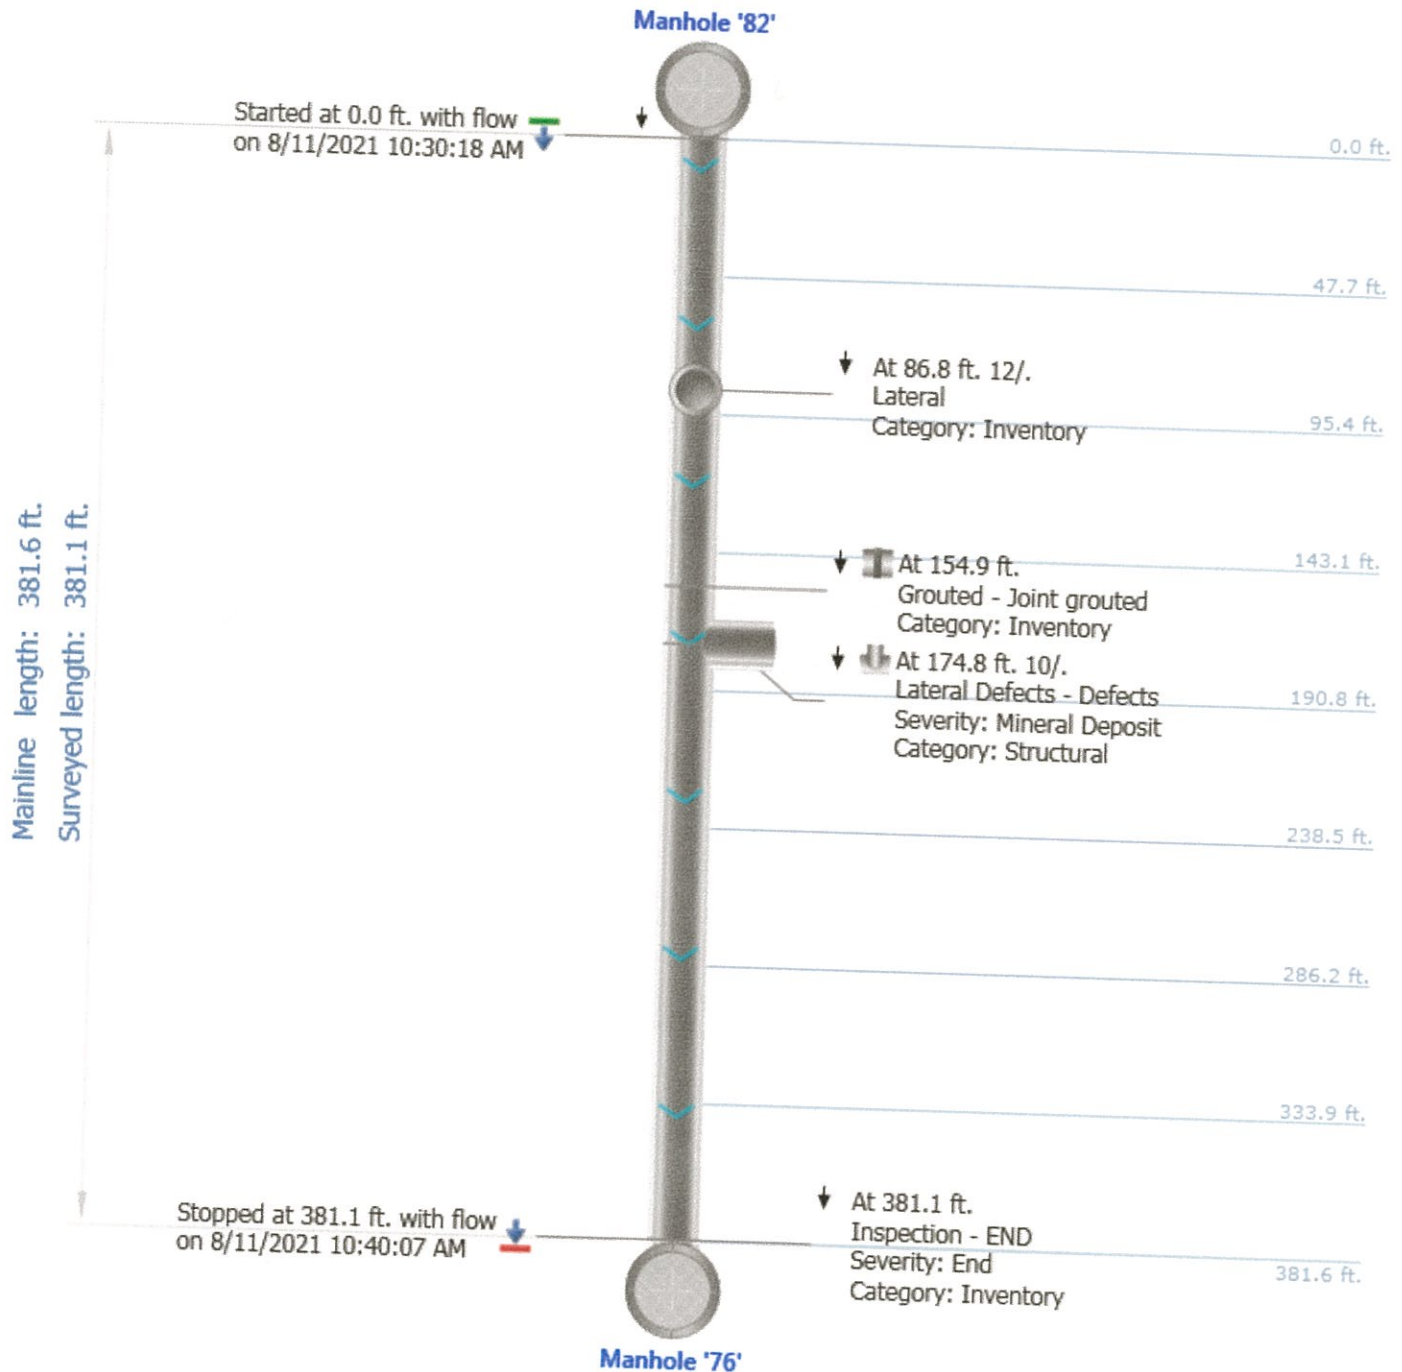 Manhole '82'
Started at 0.0 ft. with flow
on 8/11/2021 10:30:18 AM
0.0 ft.
47.7 ft.
At 86.8 ft. 12/.
Lateral
Category: Inventory
95.4 ft.
Mainline length: 381.6 ft.
Surveyed length: 381.1 ft.
143.1 ft.
At 154.9 ft.
Grouted - Joint grouted
Category: Inventory
At 174.8 ft. 10/.
Lateral Defects - Defects
Severity: Mineral Deposit
Category: Structural
190.8 ft.
238.5 ft.
286.2 ft.
333.9 ft.
Stopped at 381.1 ft. with flow
on 8/11/2021 10:40:07 AM
At 381.1 ft.
Inspection - END
Severity: End
Category: Inventory
381.6 ft.
Manhole '76'